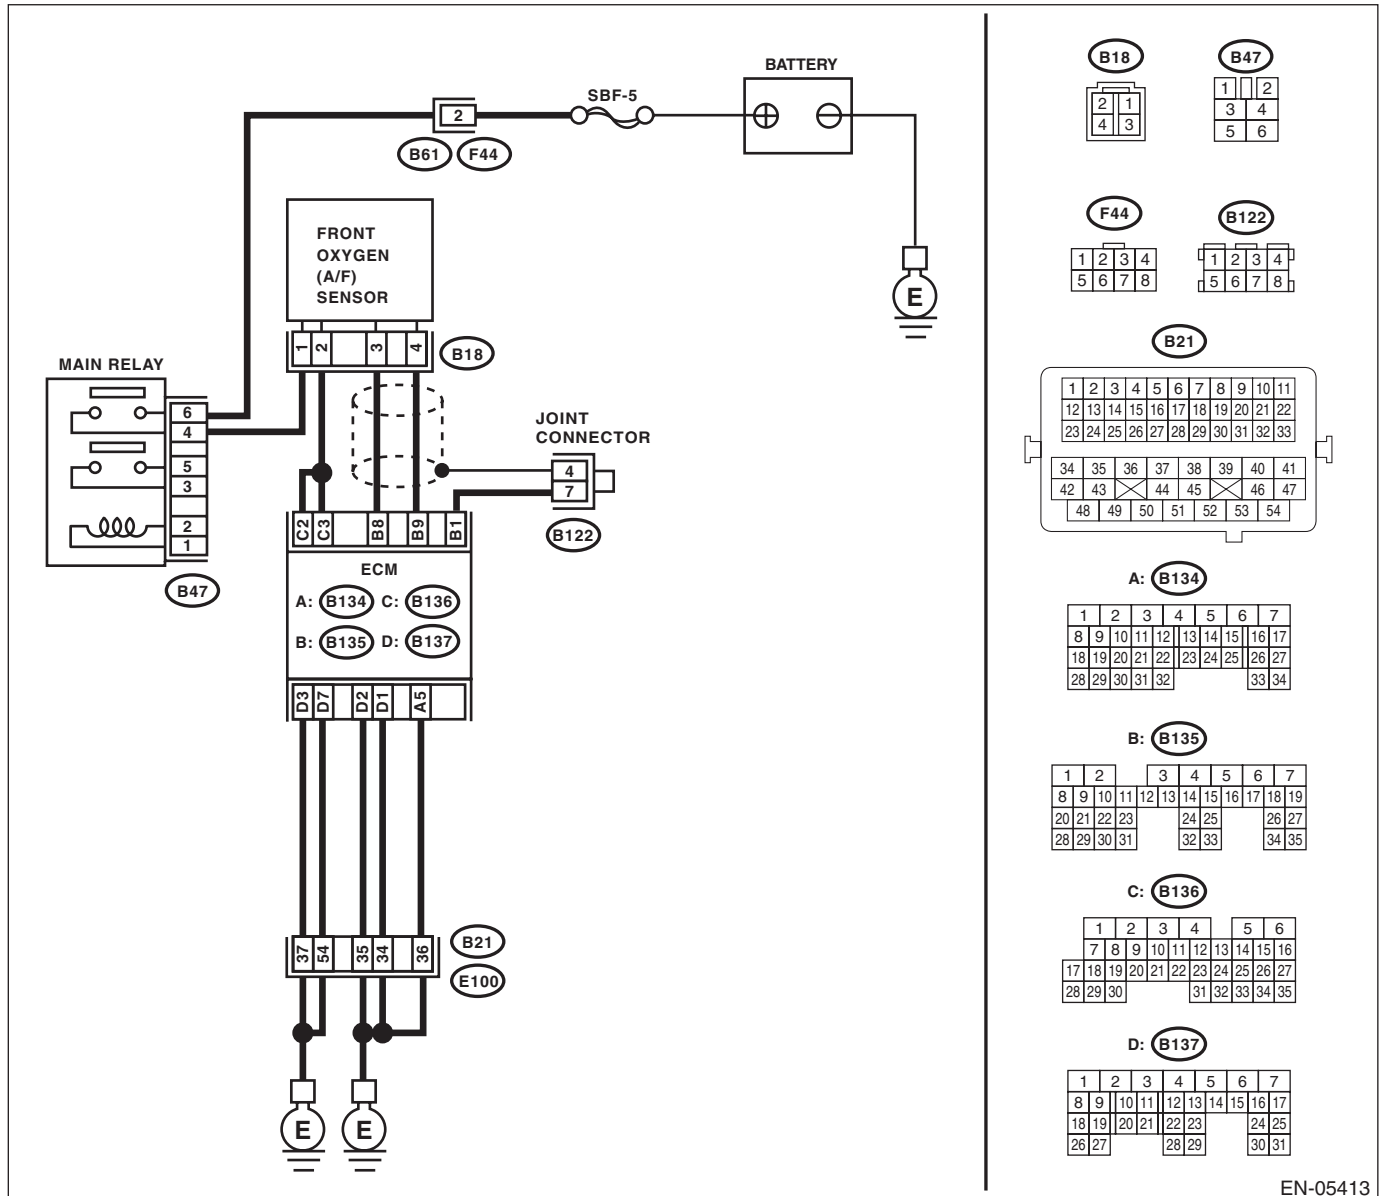 BATTERY
SBF-5
2
B61 F44
E
FRONT
OXYGEN
(A/F)
SENSOR
1 2 3 4
B18
MAIN RELAY
6
4
5
3
2
1
B47
JOINT
CONNECTOR
4
7
B122
C2 C3 B8 B9 B1
ECM
A: B134 C: B136
B: B135 D: B137
D3 D7 D2 D1 A5
37 54 35 34 36
B21
E100
E E
B18
2 1
4 3
B47
1 2
3 4
5 6
F44
1 2 3 4
5 6 7 8
B122
1 2 3 4
5 6 7 8
B21
1 2 3 4 5 6 7 8 9 10 11
12 13 14 15 16 17 18 19 20 21 22
23 24 25 26 27 28 29 30 31 32 33
34 35 36 37 38 39 40 41
42 43 44 45 46 47
48 49 50 51 52 53 54
A: B134
1 2 3 4 5 6 7
8 9 10 11 12 13 14 15 16 17
18 19 20 21 22 23 24 25 26 27
28 29 30 31 32 33 34
B: B135
1 2 3 4 5 6 7
8 9 10 11 12 13 14 15 16 17 18 19
20 21 22 23 24 25 26 27
28 29 30 31 32 33 34 35
C: B136
1 2 3 4 5 6
7 8 9 10 11 12 13 14 15 16
17 18 19 20 21 22 23 24 25 26 27
28 29 30 31 32 33 34 35
D: B137
1 2 3 4 5 6 7
8 9 10 11 12 13 14 15 16 17
18 19 20 21 22 23 24 25
26 27 28 29 30 31
EN-05413